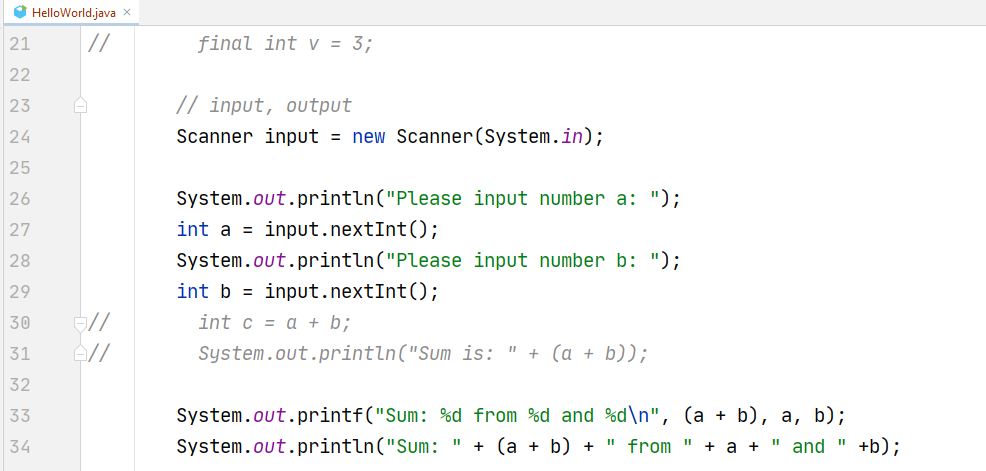 HelloWorld.java ×
21 //        final int v = 3;
22
23        // input, output
24        Scanner input = new Scanner(System.in);
25
26        System.out.println("Please input number a: ");
27        int a = input.nextInt();
28        System.out.println("Please input number b: ");
29        int b = input.nextInt();
30 //        int c = a + b;
31 //        System.out.println("Sum is: " + (a + b));
32
33        System.out.printf("Sum: %d from %d and %d\n", (a + b), a, b);
34        System.out.println("Sum: " + (a + b) + " from " + a + " and " +b);